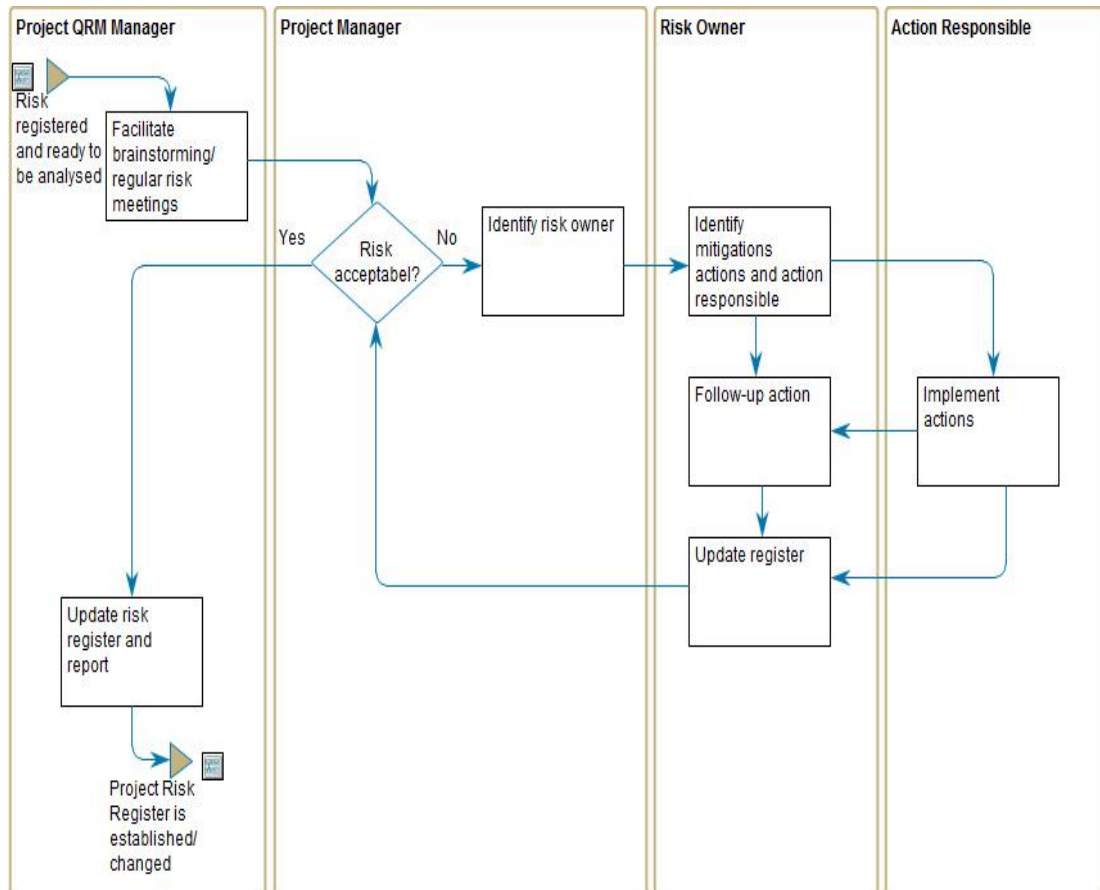 Project QRM Manager
Project Manager
Risk Owner
Action Responsible
Risk
registered
and ready to
be analysed
Facilitate
brainstorming/
regular risk
meetings
Yes
Risk
acceptabel?
No
Identify risk owner
Identify
mitigations
actions and action
responsible
Follow-up action
Implement
actions
Update register
Update risk
register and
report
Project Risk
Register is
established/
changed